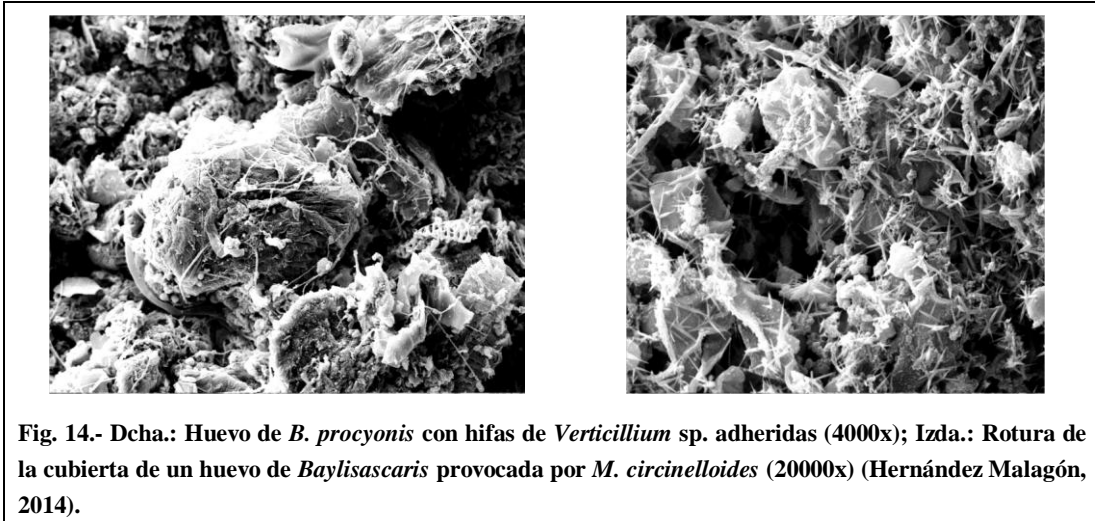 Fig. 14.- Dcha.: Huevo de B. procyonis con hifas de Verticillium sp. adheridas (4000x); Izda.: Rotura de
la cubierta de un huevo de Baylisascaris provocada por M. circinelloides (20000x) (Hernández Malagón,
2014).